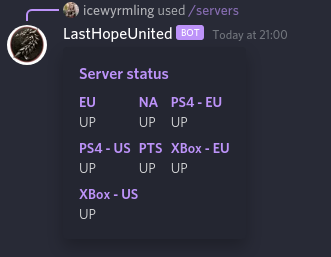 icewyrmling used /servers
LastHopeUnited BOT Today at 21:00
Server status
EU NA PS4 - EU
UP UP UP
PS4 - US PTS XBox - EU
UP UP UP
XBox - US
UP